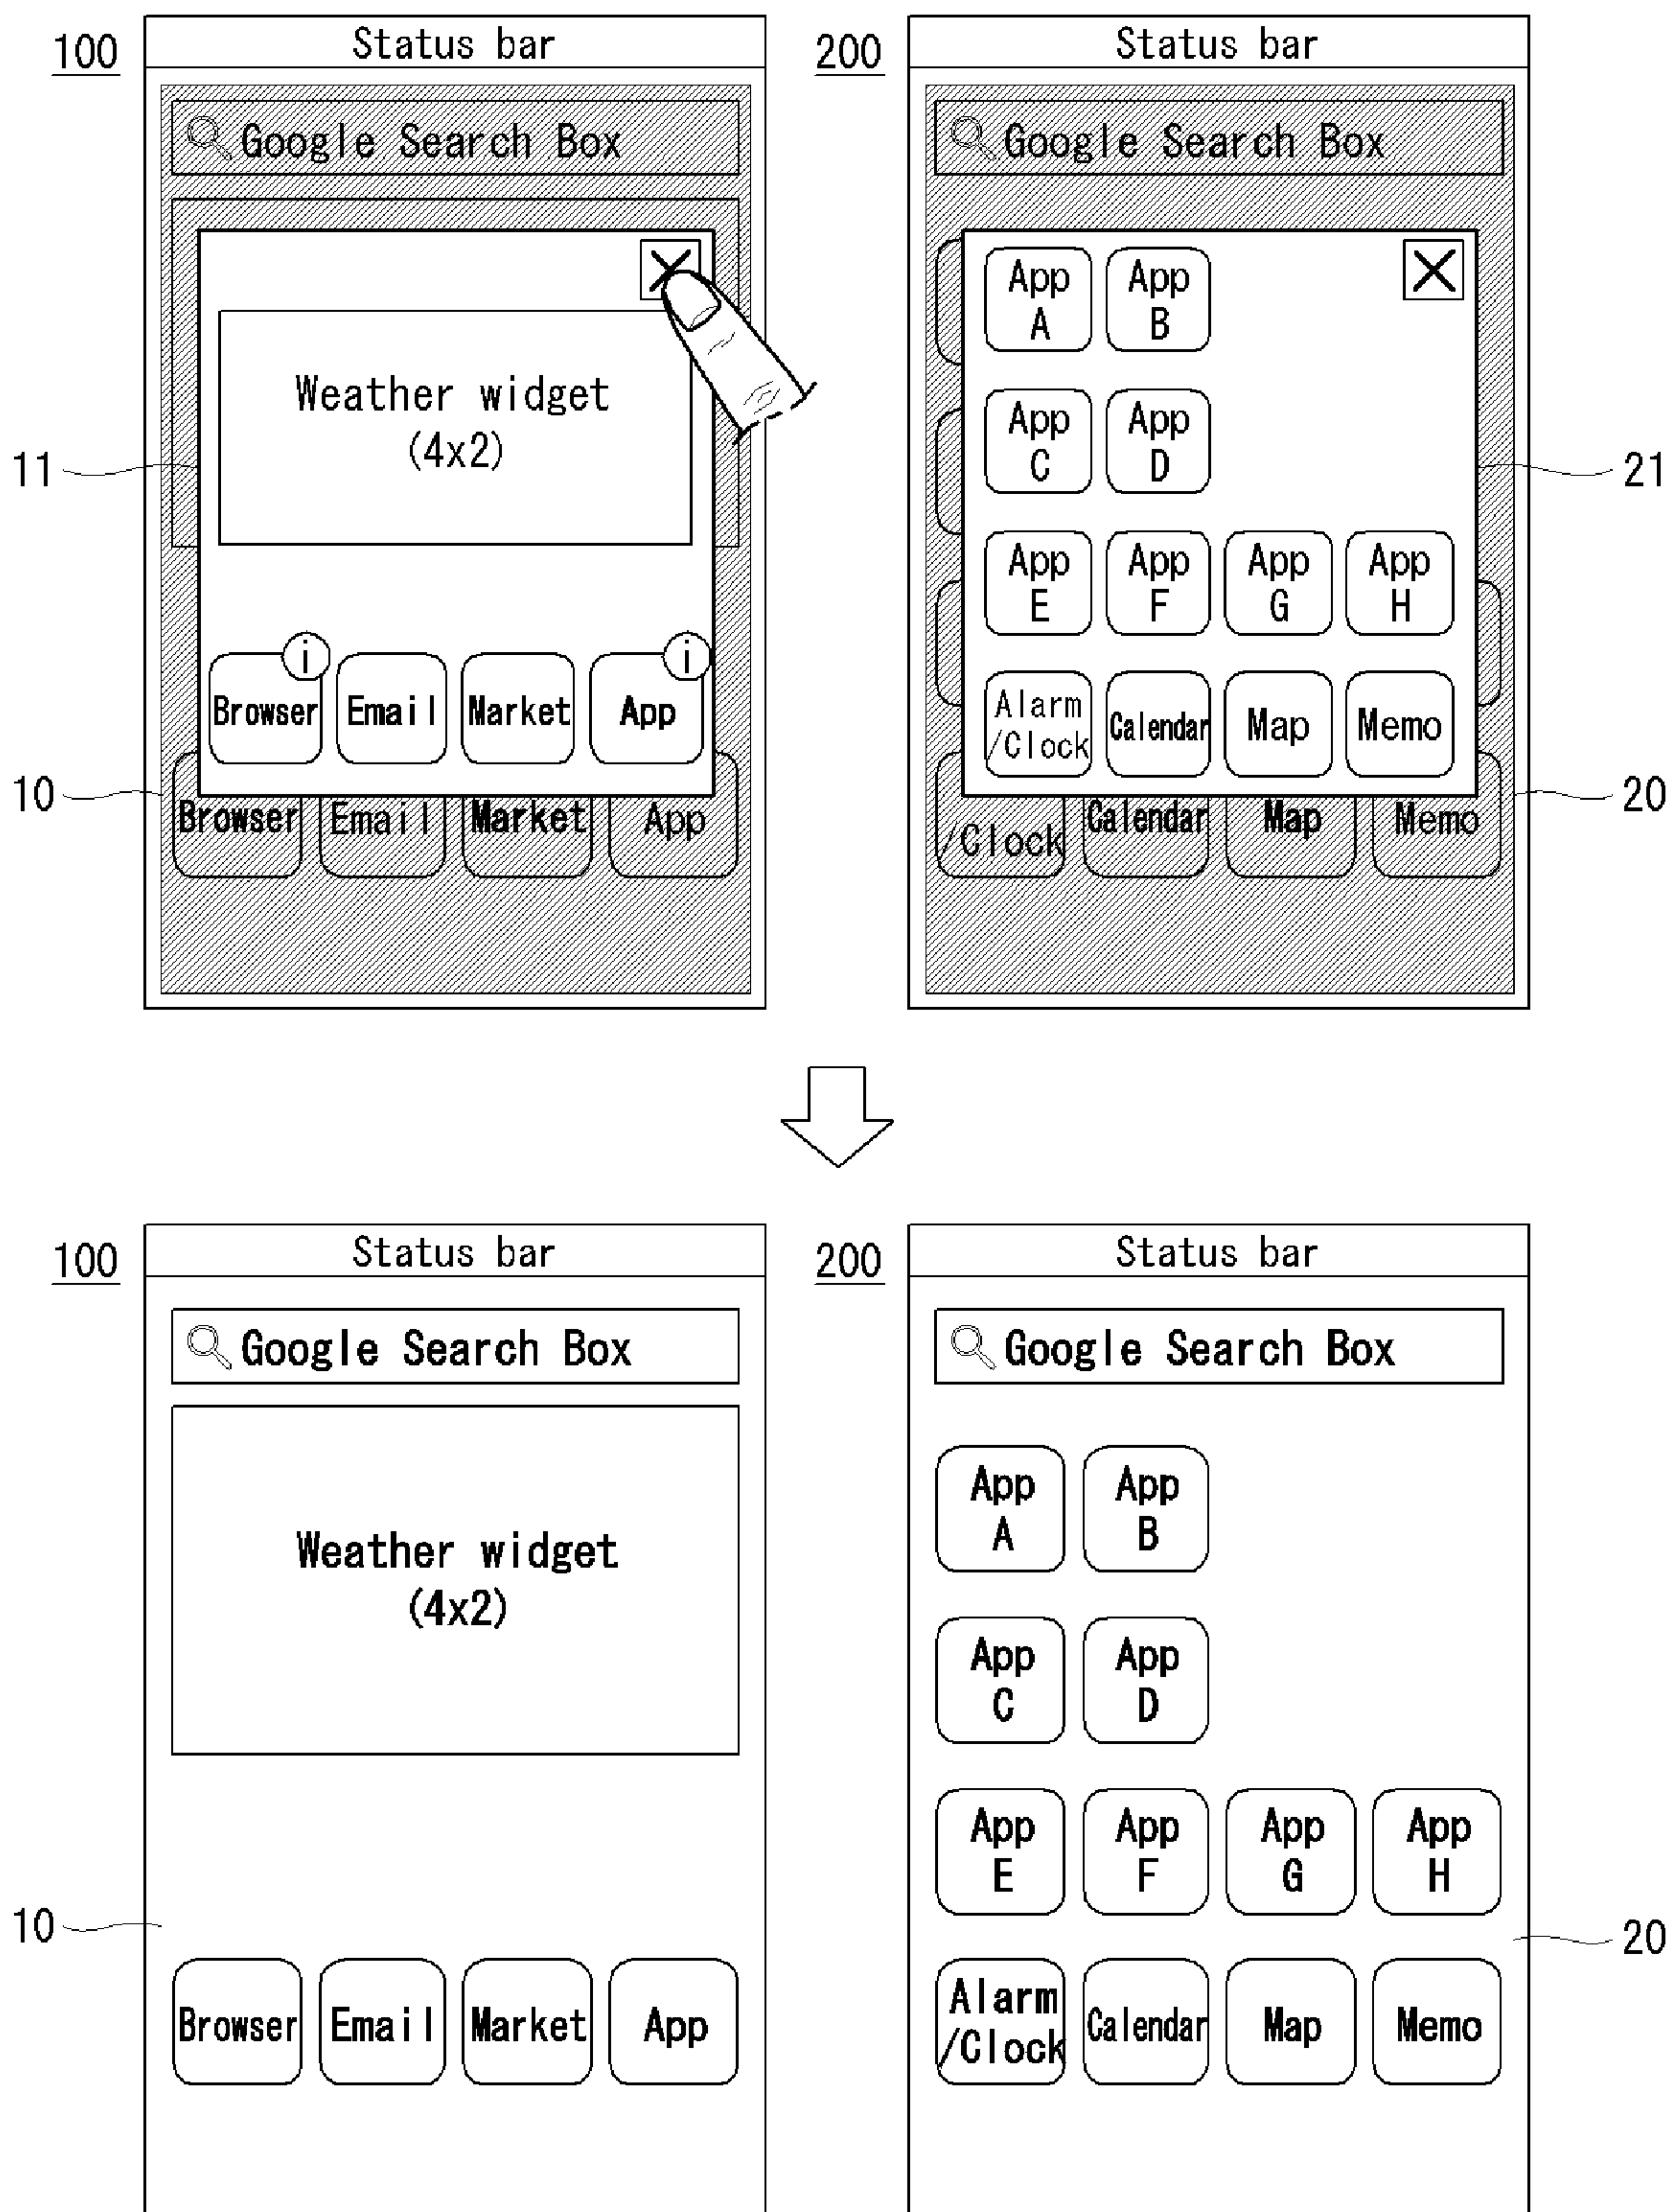 100
Status bar
Google Search Box
Weather widget
(4x2)
11
i
i
Browser
Email
Market
App
10
Browser
Email
Market
App
200
Status bar
Google Search Box
App
A
App
B
App
C
App
D
21
App
E
App
F
App
G
App
H
Alarm
/Clock
Calendar
Map
Memo
20
/Clock
Calendar
Map
Memo
100
Status bar
Google Search Box
Weather widget
(4x2)
10
Browser
Email
Market
App
200
Status bar
Google Search Box
App
A
App
B
App
C
App
D
App
E
App
F
App
G
App
H
20
Alarm
/Clock
Calendar
Map
Memo